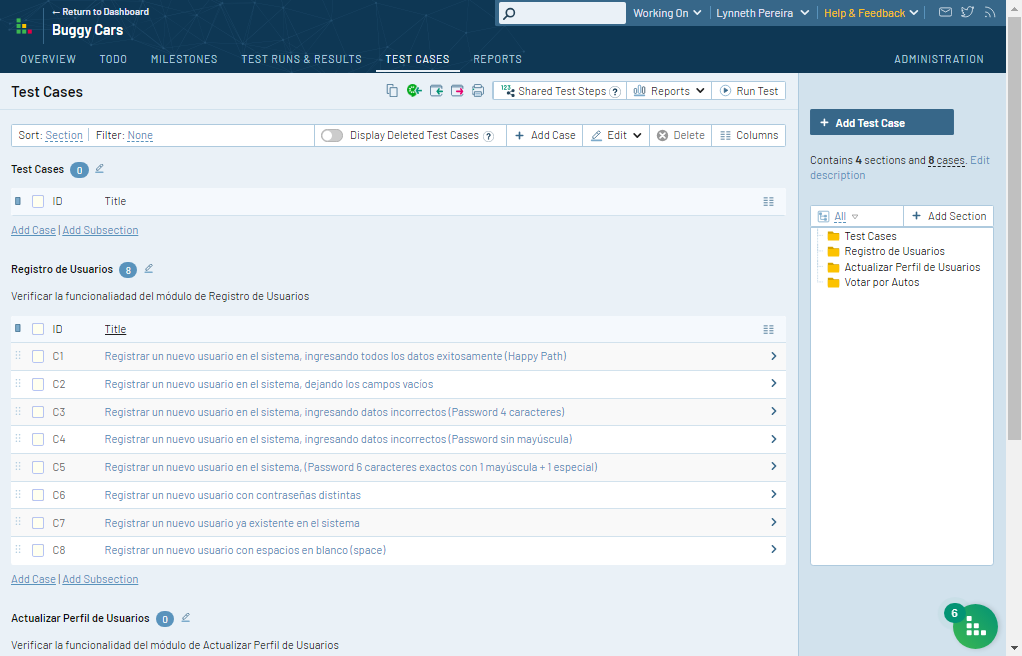 ← Return to Dashboard
Buggy Cars
Working On
Lynneth Pereira
Help & Feedback
OVERVIEW
TODO
MILESTONES
TEST RUNS & RESULTS
TEST CASES
REPORTS
ADMINISTRATION
Test Cases
123 Shared Test Steps ?
Reports
Run Test
Sort: Section
Filter: None
Display Deleted Test Cases ?
+ Add Case
Edit
Delete
Columns
+ Add Test Case
Contains 4 sections and 8 cases. Edit
description
All
+ Add Section
Test Cases
Registro de Usuarios
Actualizar Perfil de Usuarios
Votar por Autos
Test Cases 0
ID Title
Add Case | Add Subsection
Registro de Usuarios 8
Verificar la funcionaliadad del módulo de Registro de Usuarios
ID Title
C1 Registrar un nuevo usuario en el sistema, ingresando todos los datos exitosamente (Happy Path)
C2 Registrar un nuevo usuario en el sistema, dejando los campos vacíos
C3 Registrar un nuevo usuario en el sistema, ingresando datos incorrectos (Password 4 caracteres)
C4 Registrar un nuevo usuario en el sistema, ingresando datos incorrectos (Password sin mayúscula)
C5 Registrar un nuevo usuario en el sistema, (Password 6 caracteres exactos con 1 mayúscula + 1 especial)
C6 Registrar un nuevo usuario con contraseñas distintas
C7 Registrar un nuevo usuario ya existente en el sistema
C8 Registrar un nuevo usuario con espacios en blanco (space)
Add Case | Add Subsection
Actualizar Perfil de Usuarios 0
Verificar la funcionalidad del módulo de Actualizar Perfil de Usuarios
6